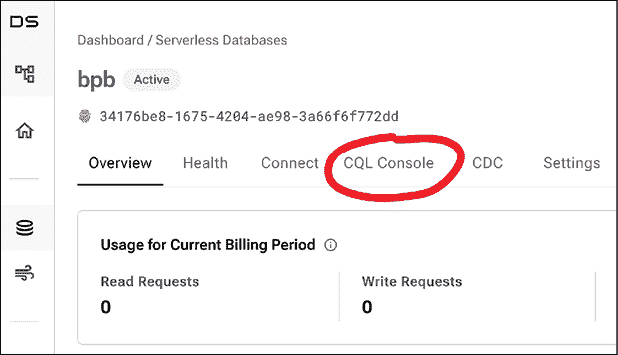 DS
Dashboard / Serverless Databases
bpb Active
34176be8-1675-4204-ae98-3a66f6f772dd
Overview Health Connect CQL Console CDC Settings
Usage for Current Billing Period
Read Requests Write Requests
0 0